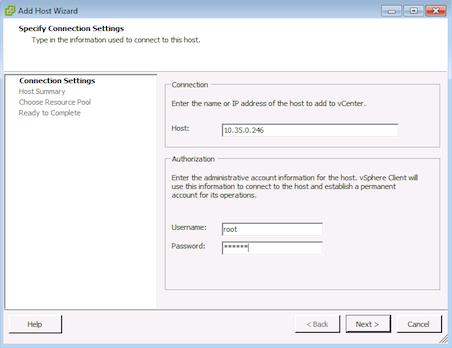 Add Host Wizard
Specify Connection Settings
Type in the information used to connect to this host.
Connection Settings
Host Summary
Choose Resource Pool
Ready to Complete
Connection
Enter the name or IP address of the host to add to vCenter.
Host:
10.35.0.246
Authorization
Enter the administrative account information for the host. vSphere Client will
use this information to connect to the host and establish a permanent
account for its operations.
Username:
root
Password:
******
Help
< Back
Next >
Cancel